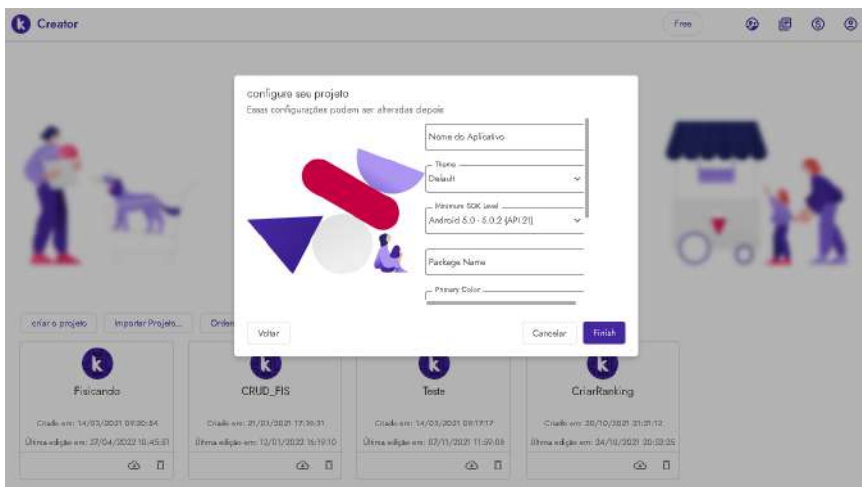 Creator
Free
configure seu projeto
Essas configurações podem ser alteradas depois
Nome do Aplicativo
Theme
Default
Minimum SDK Level
Android 5.0 - 5.0.2 (API 21)
Package Name
Primary Color
criar o projeto
Importar Projeto...
Orden
Voltar
Cancelar
Finish
Fisicando
Criado em: 14/03/2021 09:20:54
Última edição em: 27/04/2022 10:45:51
CRUD_FIS
Criado em: 21/03/2021 17:19:31
Última edição em: 12/01/2022 16:19:10
Teste
Criado em: 14/03/2021 09:17:17
Última edição em: 07/11/2021 11:59:08
CriarRanking
Criado em: 20/10/2021 21:21:12
Última edição em: 24/10/2021 20:52:25